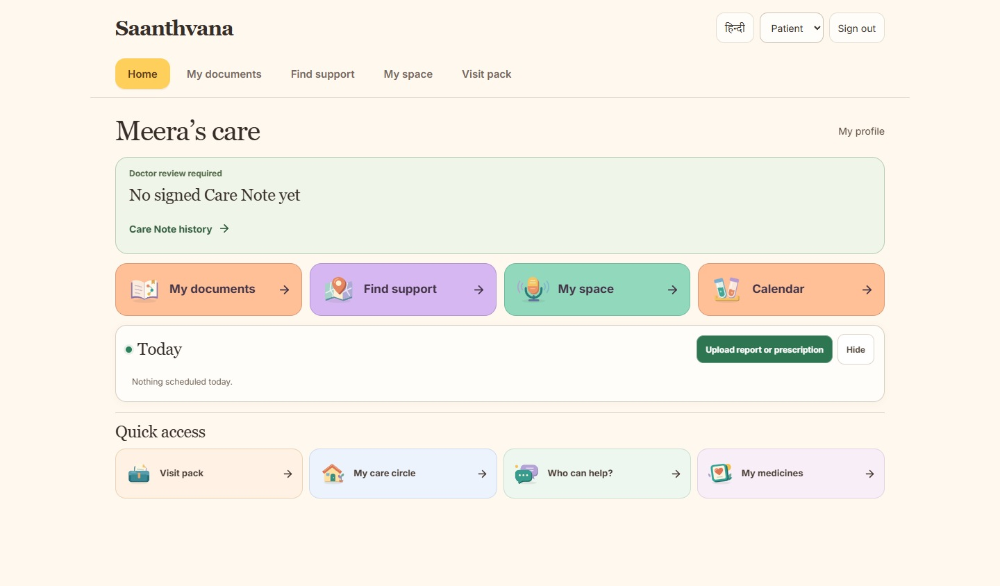 Saanthvana
हिन्दी
Patient
Sign out
Home
My documents
Find support
My space
Visit pack
Meera’s care
My profile
Doctor review required
No signed Care Note yet
Care Note history
My documents
Find support
My space
Calendar
Today
Upload report or prescription
Hide
Nothing scheduled today.
Quick access
Visit pack
My care circle
Who can help?
My medicines